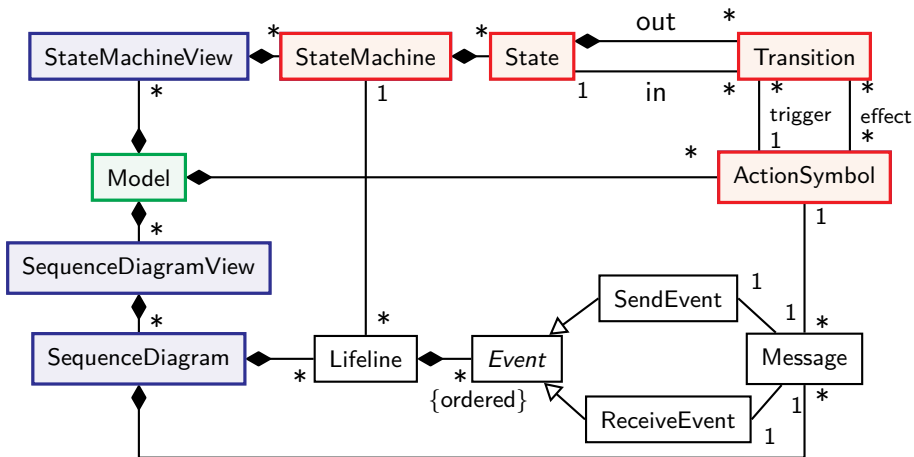 out
*
*
*
StateMachineView
StateMachine
State
Transition
*
1
1
in
*
*
*
trigger
effect
1
*
*
Model
ActionSymbol
*
1
SequenceDiagramView
1
SendEvent
*
1
*
SequenceDiagram
Lifeline
Event
Message
*
*
{ordered}
1
*
ReceiveEvent
1